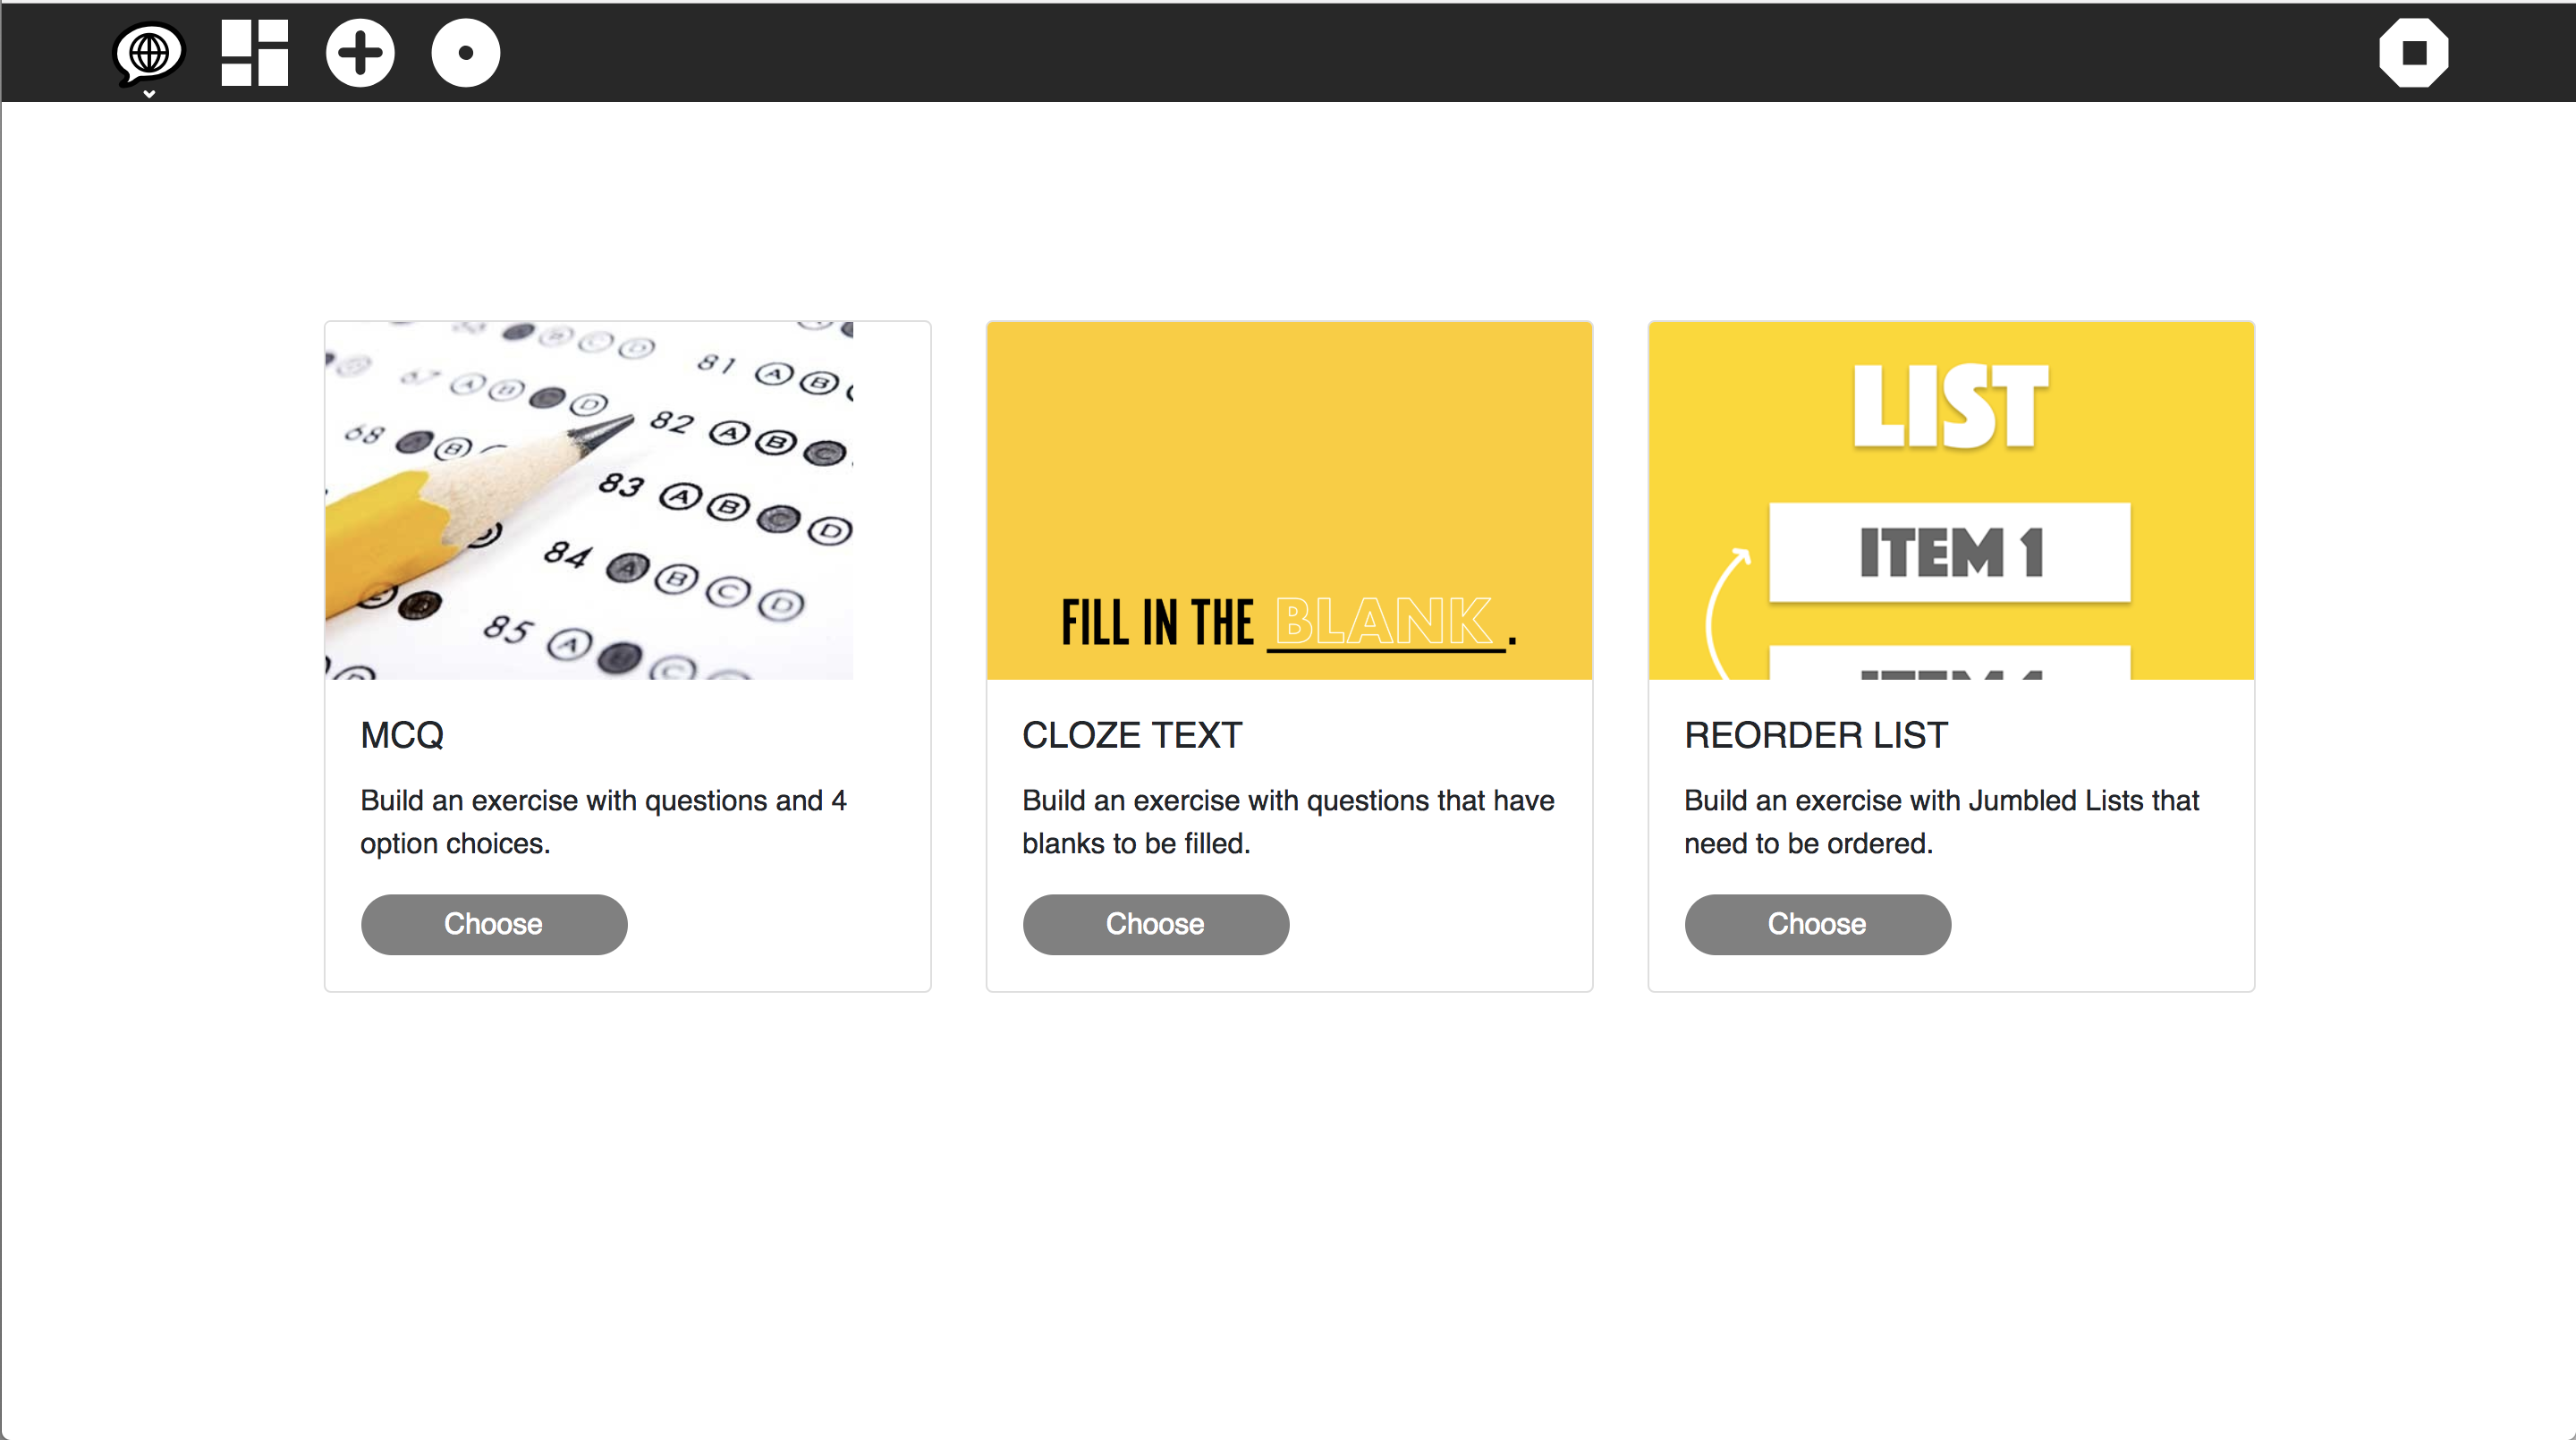 81 A B
67 A B C D
82 A B C
68 A B
83 A B C D
84 A B C D
85 A B C
FILL IN THE BLANK.
LIST
ITEM 1
MCQ
Build an exercise with questions and 4
option choices.
Choose
CLOZE TEXT
Build an exercise with questions that have
blanks to be filled.
Choose
REORDER LIST
Build an exercise with Jumbled Lists that
need to be ordered.
Choose